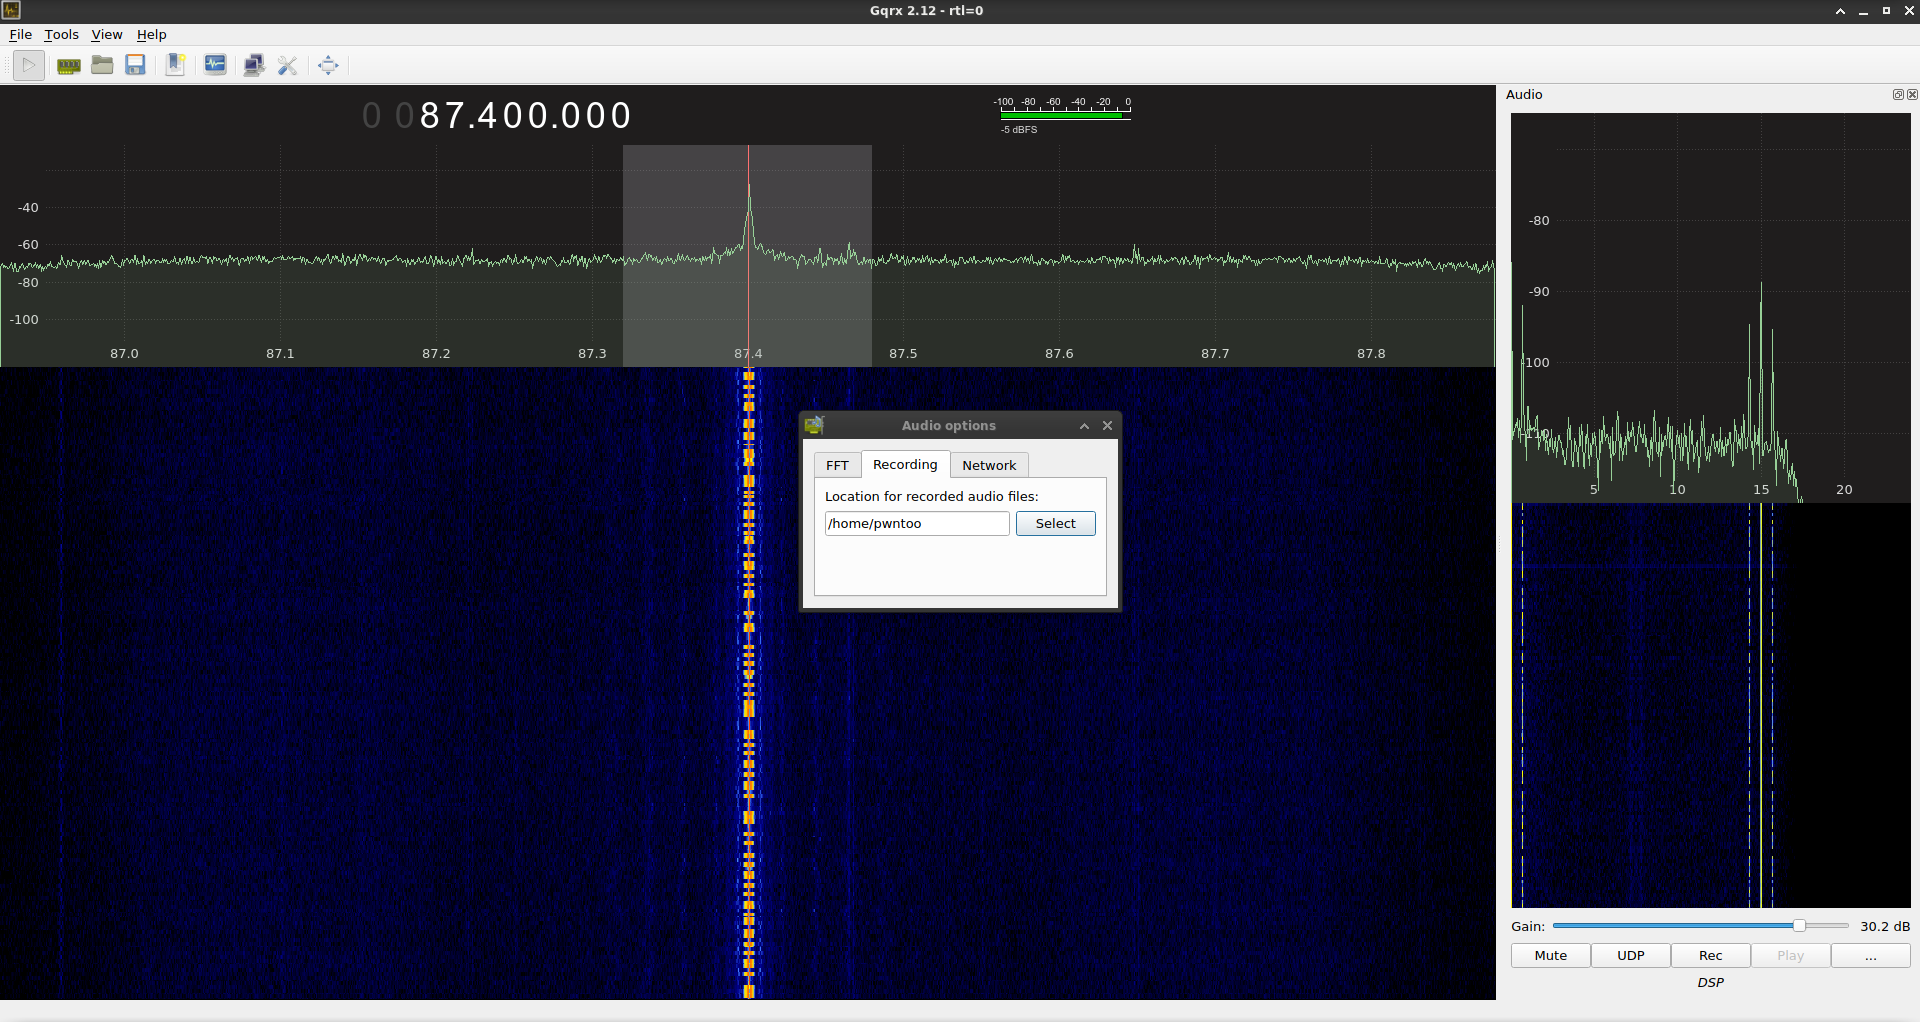 Gqrx 2.12 - rtl=0
File Tools View Help
0 087.400.000
-100 -80 -60 -40 -20 0
-5 dBFS
-40
-60
-80
-100
87.0 87.1 87.2 87.3 87.4 87.5 87.6 87.7 87.8
Audio options
FFT Recording Network
Location for recorded audio files:
/home/pwntoo Select
Audio
-80
-90
-100
-110
5 10 15 20
Gain: 30.2 dB
Mute UDP Rec Play ...
DSP